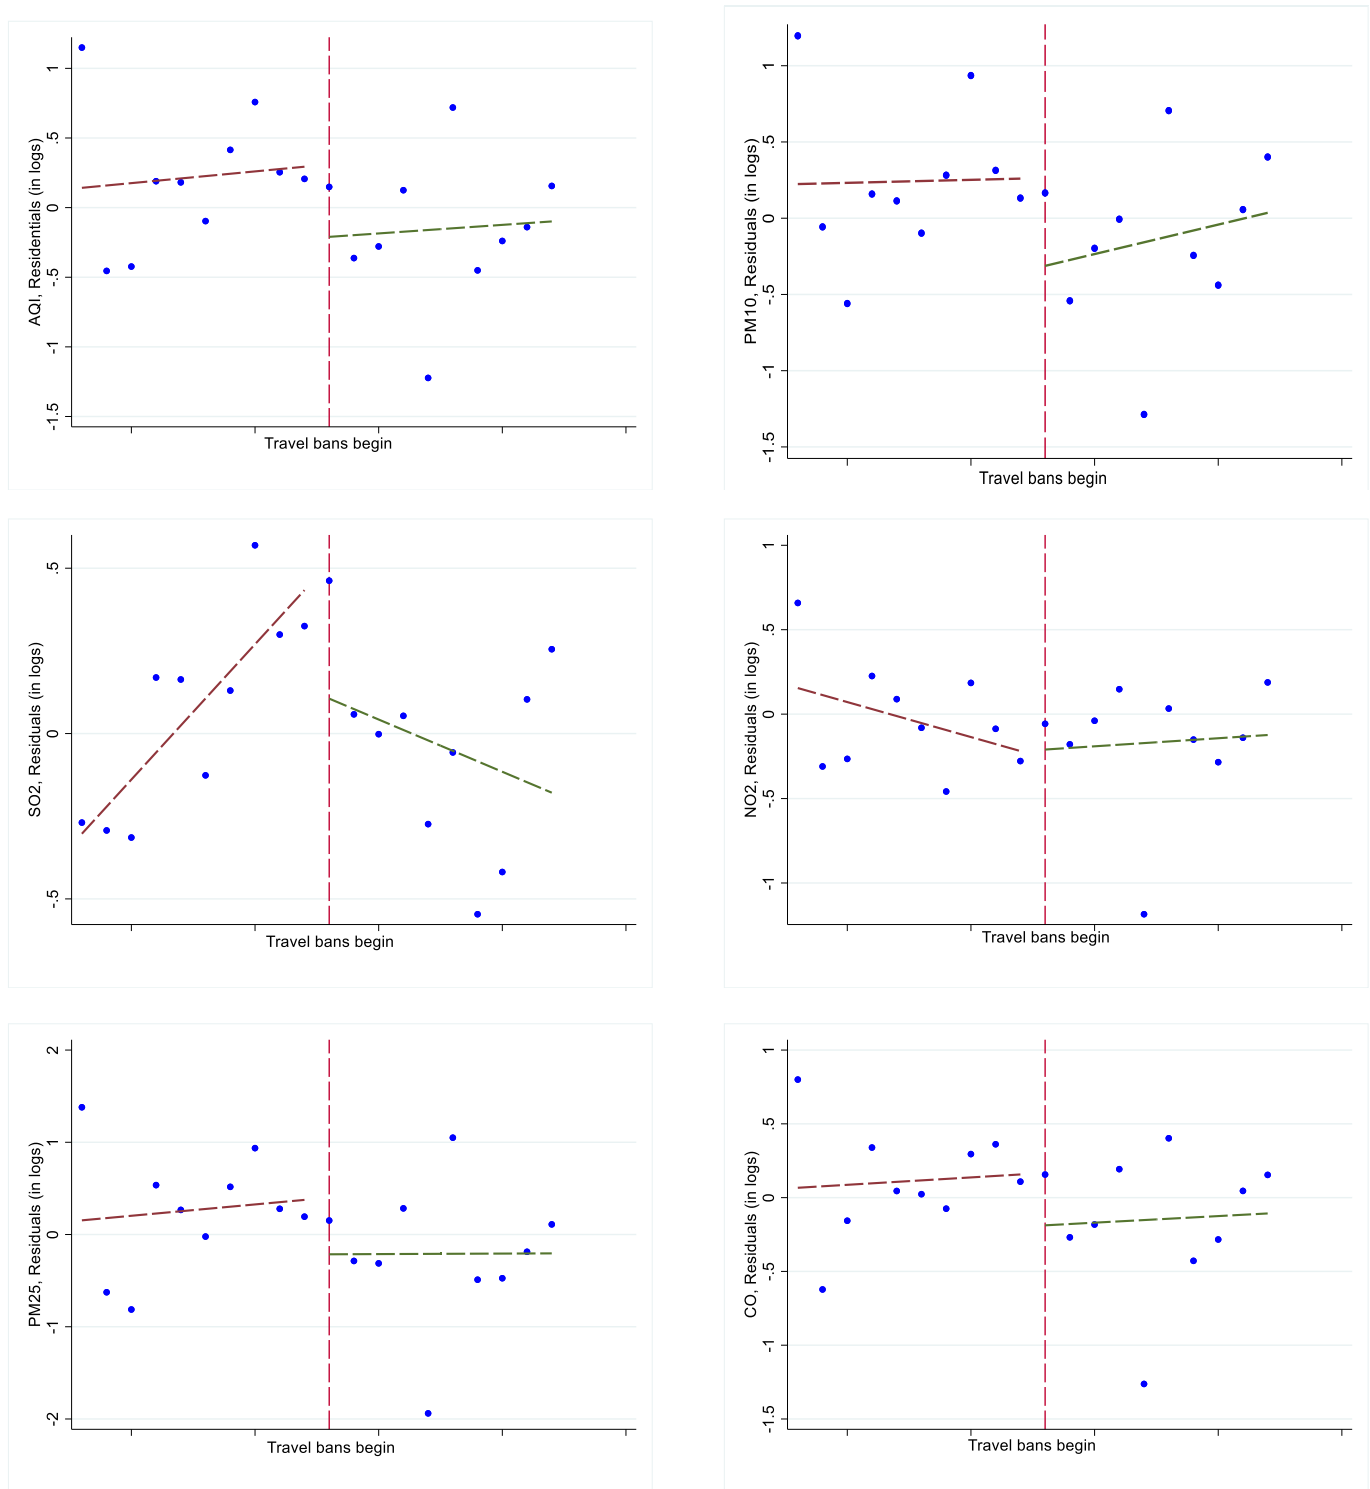 AQI, Residentials (in logs)
1
.5
0
-.5
-1
-1.5
Travel bans begin
PM10, Residuals (in logs)
1
.5
0
-.5
-1
-1.5
Travel bans begin
SO2, Residuals (in logs)
.5
0
-.5
Travel bans begin
NO2, Residuals (in logs)
1
.5
0
-.5
-1
Travel bans begin
PM25, Residuals (in logs)
2
1
0
-1
-2
Travel bans begin
CO, Residuals (in logs)
1
.5
0
-.5
-1
-1.5
Travel bans begin